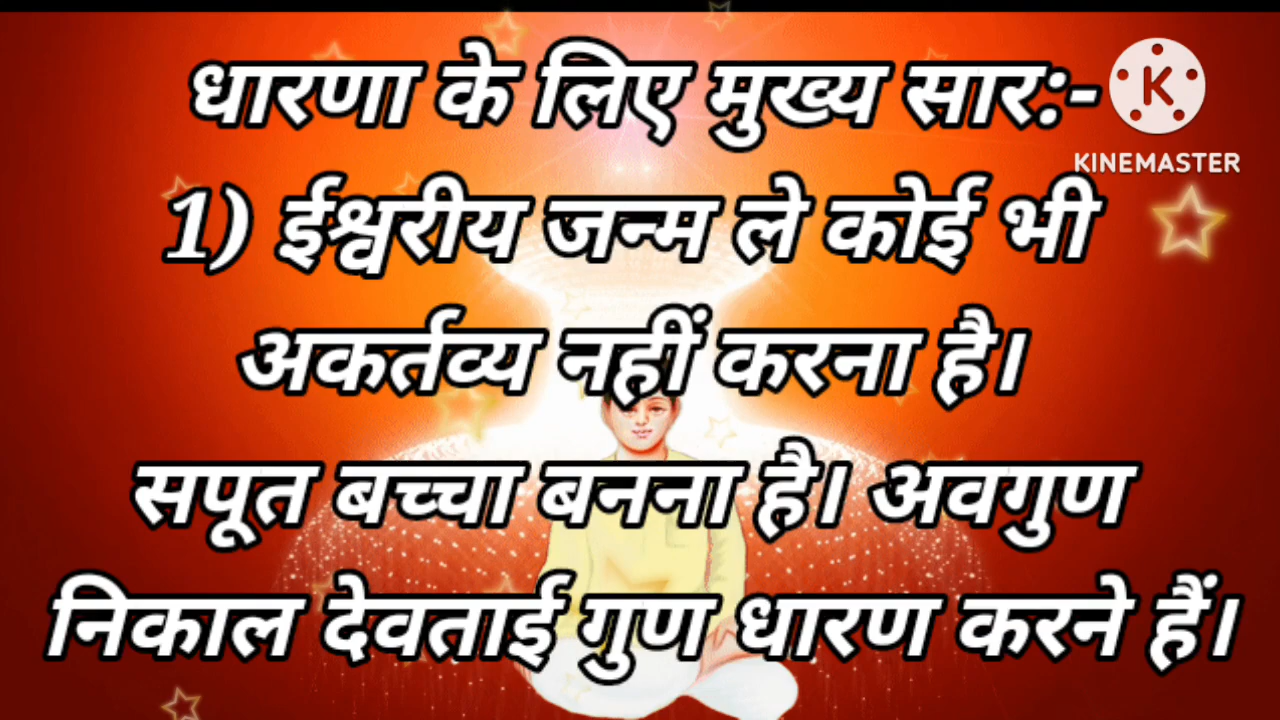 धारणा के लिए मुख्य सार:-
K
KINEMASTER
1) ईश्वरीय जन्म ले कोई भी
अकर्तव्य नहीं करना है।
सपूत बच्चा बनना है। अवगुण
निकाल देवताई गुण धारण करने हैं।